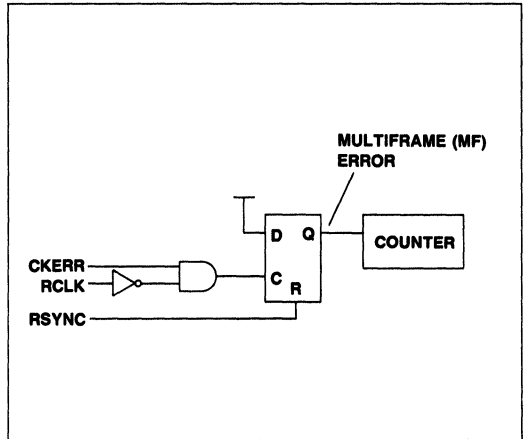 MULTIFRAME (MF)
ERROR
D Q
COUNTER
CKERR
RCLK
C
R
RSYNC